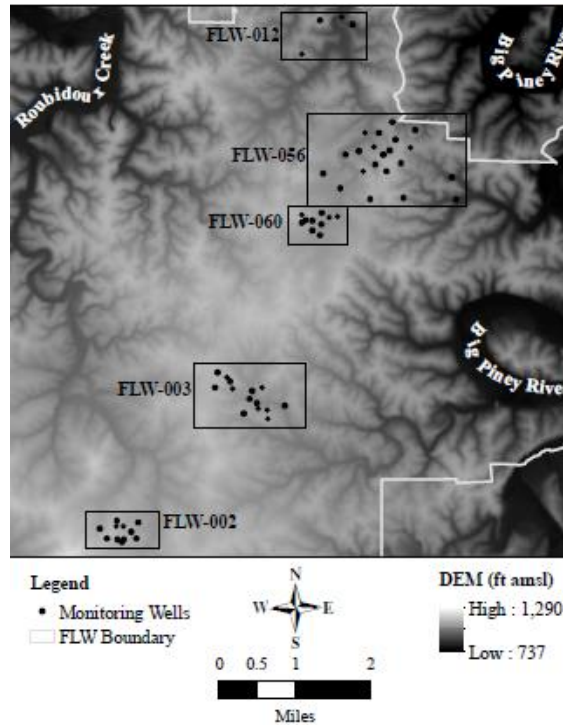 FLW-012
Roubidoux Creek
Big Piney River
FLW-056
FLW-060
Big Piney River
FLW-003
FLW-002
Legend
Monitoring Wells
FLW Boundary
N
W E
S
0 0.5 1 2
Miles
DEM (ft amsl)
High : 1,290
Low : 737